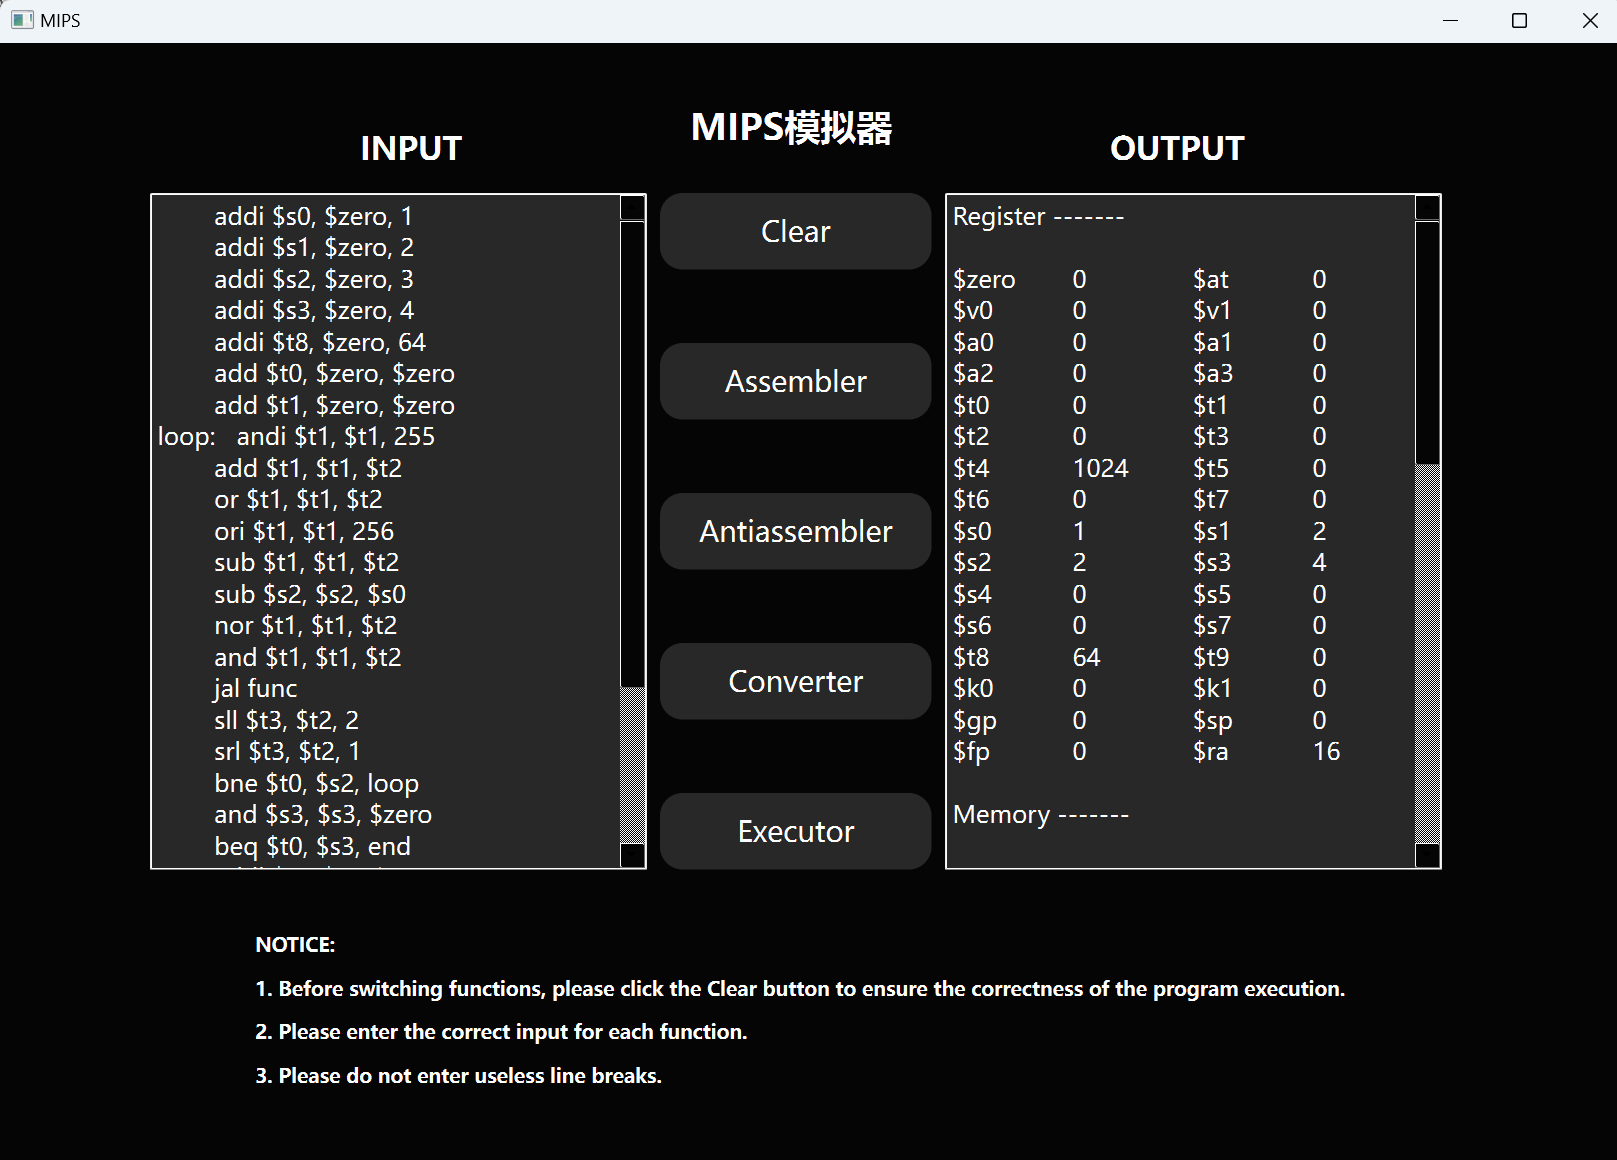 MIPS
MIPS模拟器
INPUT
addi $s0, $zero, 1
addi $s1, $zero, 2
addi $s2, $zero, 3
addi $s3, $zero, 4
addi $t8, $zero, 64
add $t0, $zero, $zero
add $t1, $zero, $zero
loop: andi $t1, $t1, 255
add $t1, $t1, $t2
or $t1, $t1, $t2
ori $t1, $t1, 256
sub $t1, $t1, $t2
sub $s2, $s2, $s0
nor $t1, $t1, $t2
and $t1, $t1, $t2
jal func
sll $t3, $t2, 2
srl $t3, $t2, 1
bne $t0, $s2, loop
and $s3, $s3, $zero
beq $t0, $s3, end
Clear
Assembler
Antiassembler
Converter
Executor
OUTPUT
Register -------
$zero 0 $at 0
$v0 0 $v1 0
$a0 0 $a1 0
$a2 0 $a3 0
$t0 0 $t1 0
$t2 0 $t3 0
$t4 1024 $t5 0
$t6 0 $t7 0
$s0 1 $s1 2
$s2 2 $s3 4
$s4 0 $s5 0
$s6 0 $s7 0
$t8 64 $t9 0
$k0 0 $k1 0
$gp 0 $sp 0
$fp 0 $ra 16
Memory -------
NOTICE:
1. Before switching functions, please click the Clear button to ensure the correctness of the program execution.
2. Please enter the correct input for each function.
3. Please do not enter useless line breaks.